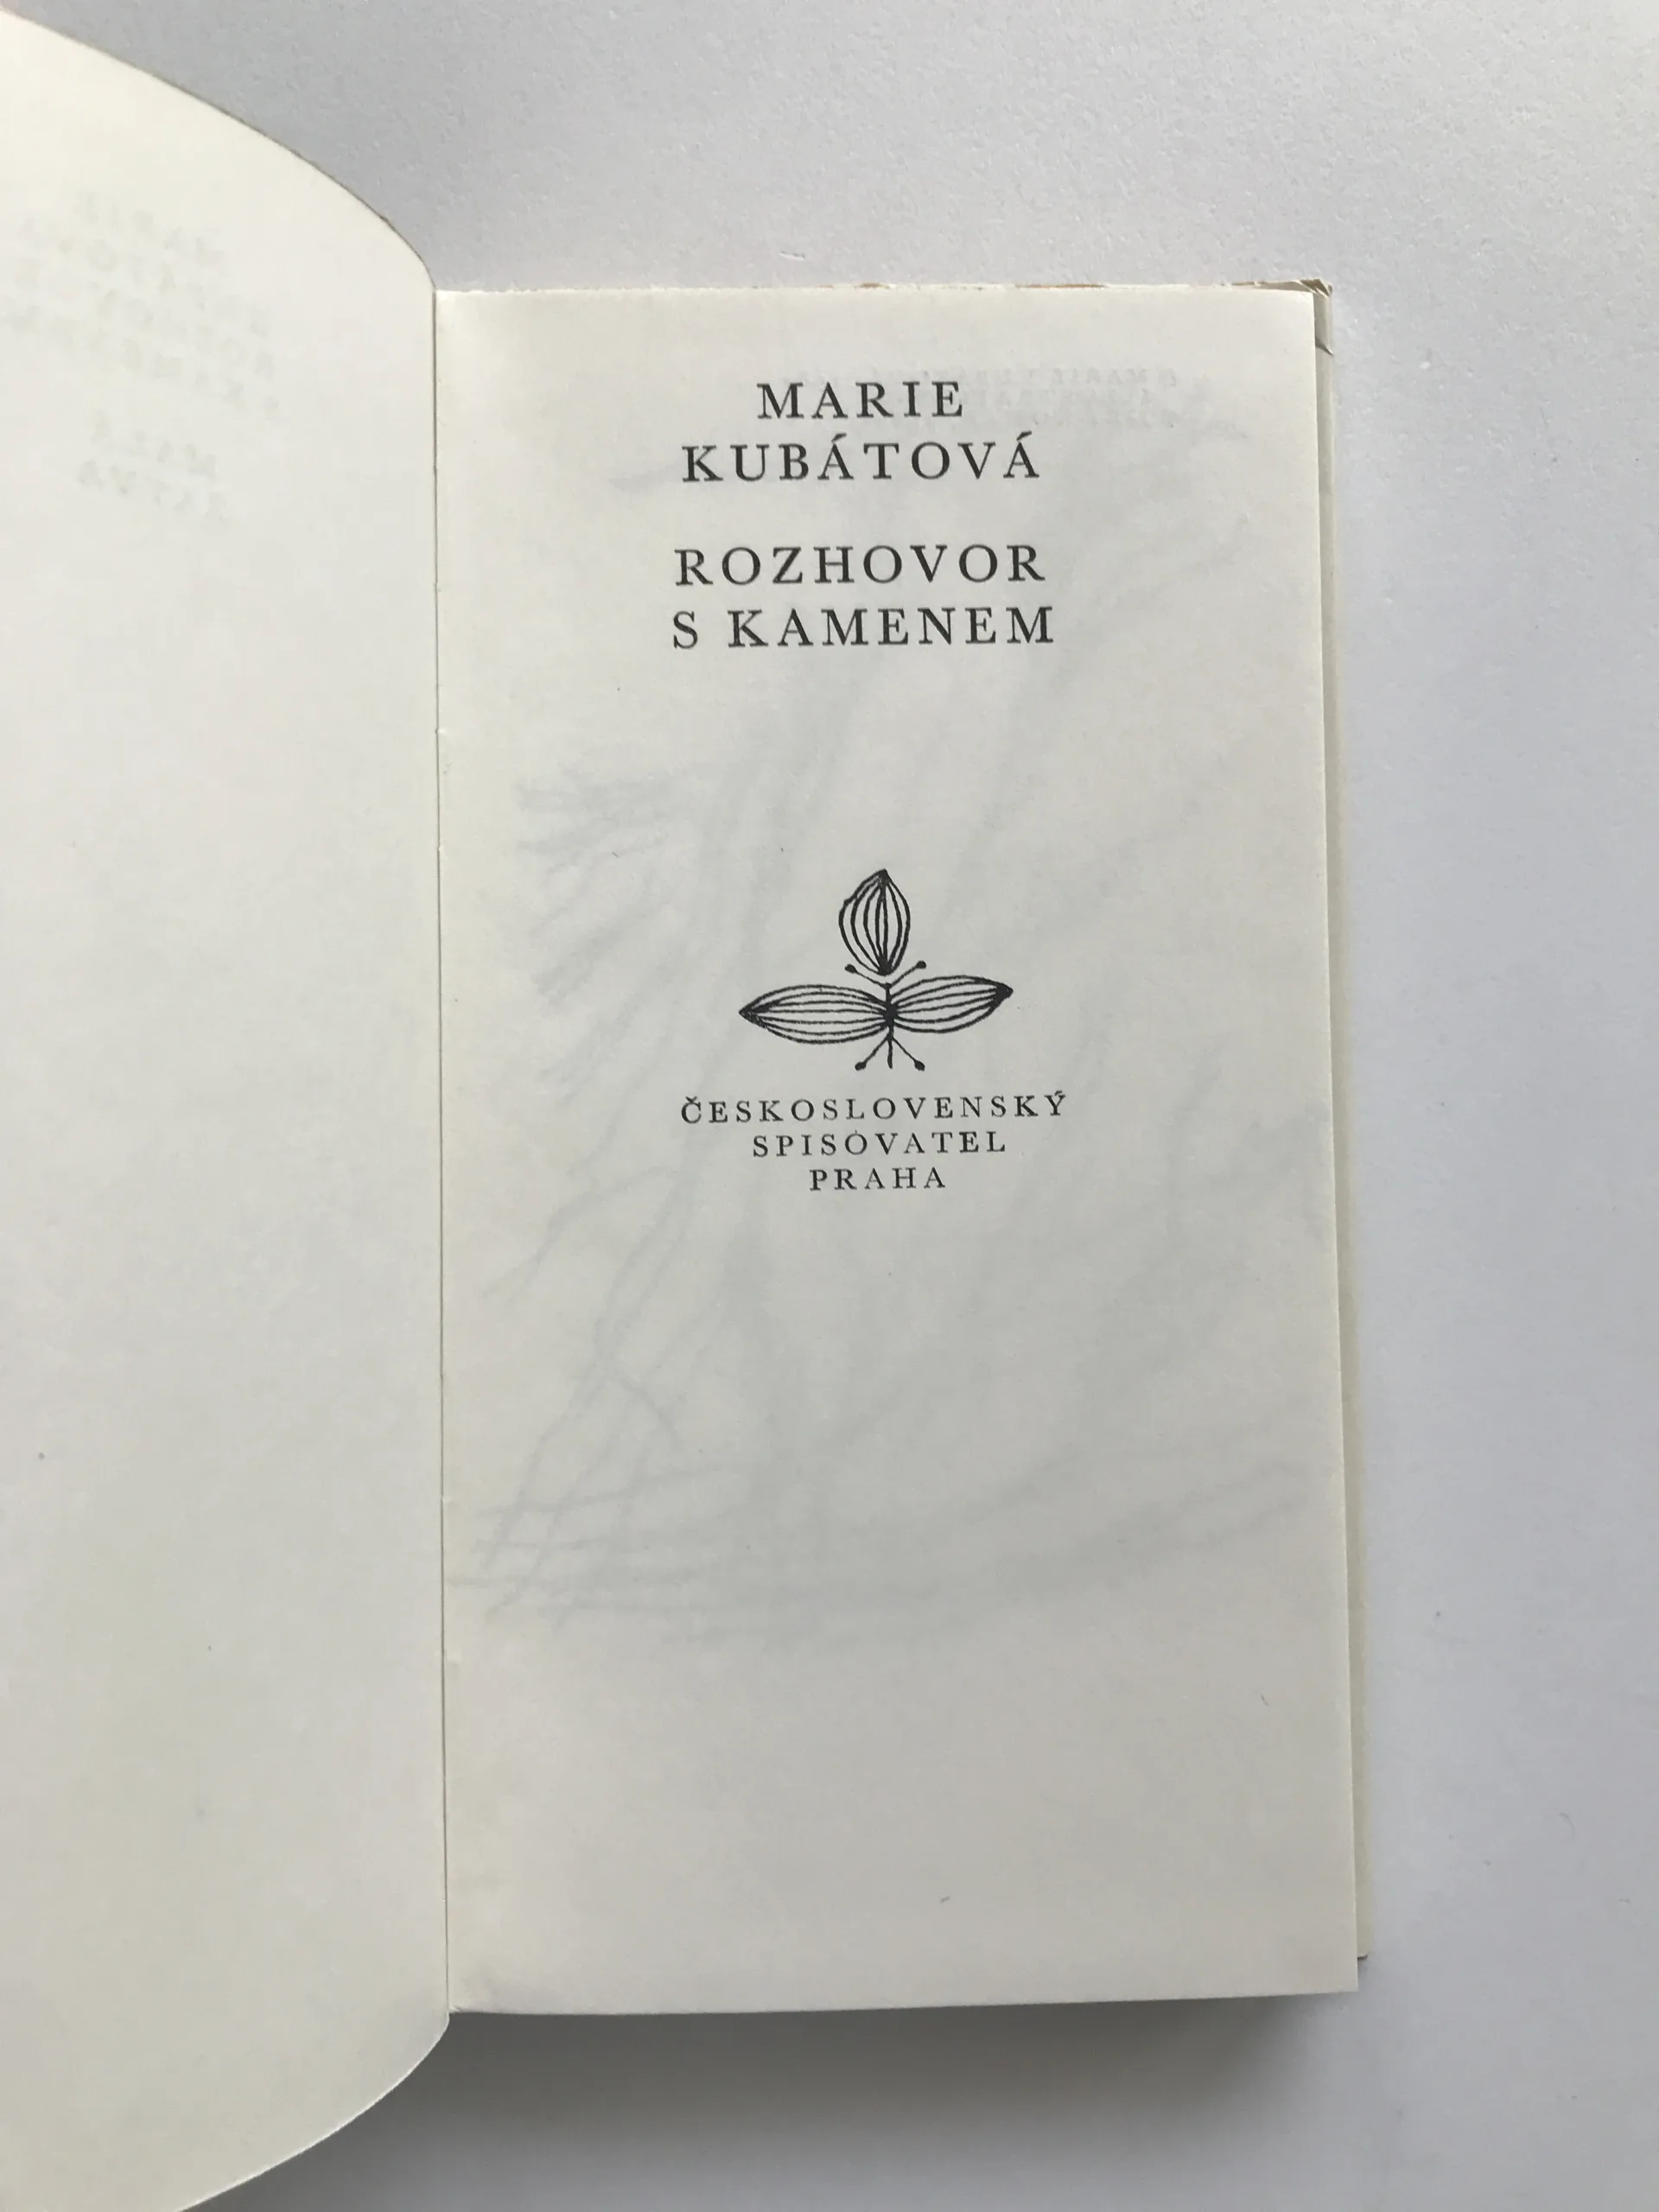 MARIE
KUBÁTOVÁ
ROZHOVOR
S KAMENEM
ČESKOSLOVENSKÝ
SPISOVATEL
PRAHA